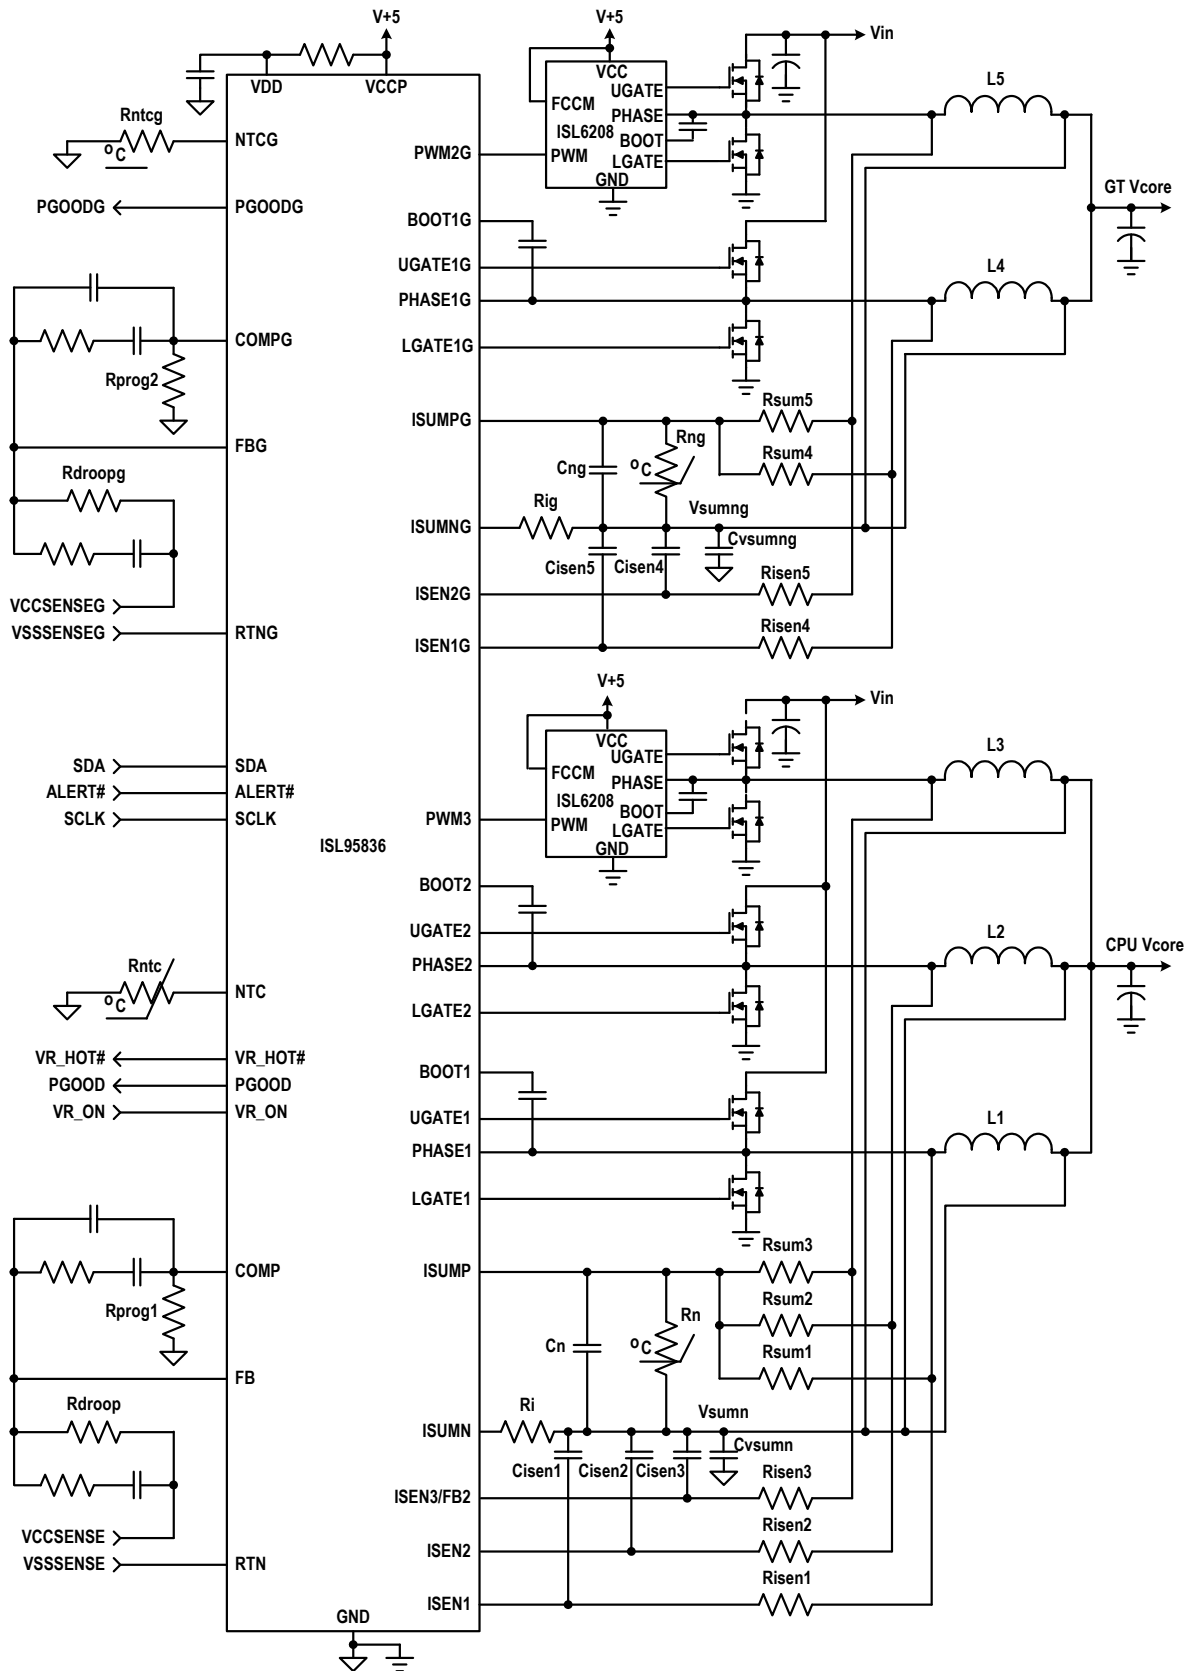 V+5
V+5
Vin
VDD
VCCP
VCC
UGATE
FCCM
PHASE
ISL6208
BOOT
PWM
LGATE
GND
L5
Rntcg
°C
NTCG
PWM2G
PGOODG
PGOODG
BOOT1G
GT Vcore
UGATE1G
L4
PHASE1G
COMPG
LGATE1G
Rprog2
ISUMPG
Rsum5
Rng
FBG
Cng
°C
Rsum4
Rdroopg
Rig
Vsumng
ISUMNG
Cvsumng
Cisen5
Cisen4
Risen5
VCCSENSEG
ISEN2G
VSSSENSEG
RTNG
Risen4
ISEN1G
V+5
Vin
VCC
UGATE
FCCM
PHASE
ISL6208
BOOT
PWM
LGATE
GND
L3
SDA
SDA
ALERT#
ALERT#
SCLK
SCLK
PWM3
ISL95836
BOOT2
UGATE2
L2
PHASE2
CPU Vcore
Rntc
°C
NTC
LGATE2
VR_HOT#
VR_HOT#
BOOT1
PGOOD
PGOOD
VR_ON
VR_ON
UGATE1
L1
PHASE1
LGATE1
Rsum3
COMP
ISUMP
Rprog1
Rsum2
Rn
Cn
°C
Rsum1
FB
Rdroop
Ri
Vsumn
ISUMN
Cvsumn
Cisen1
Cisen2
Cisen3
Risen3
ISEN3/FB2
VCCSENSE
Risen2
VSSSENSE
RTN
ISEN2
Risen1
ISEN1
GND